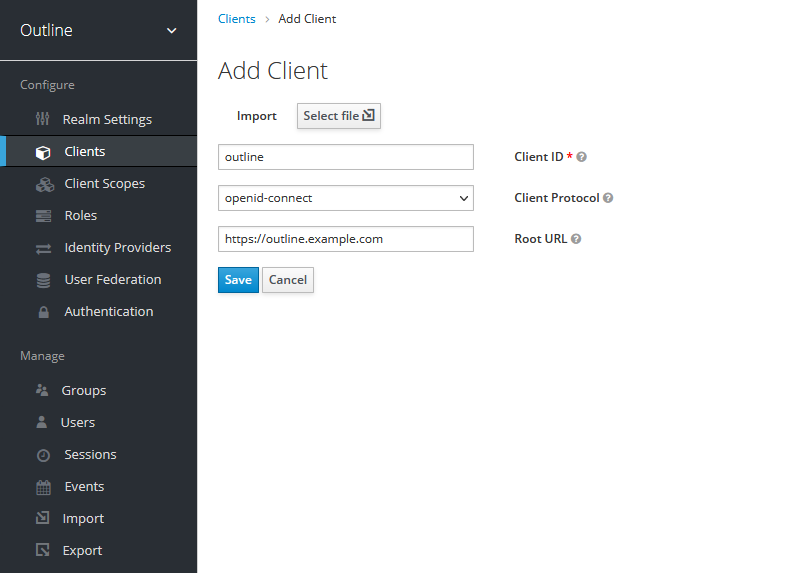 Outline
Configure
Realm Settings
Clients
Client Scopes
Roles
Identity Providers
User Federation
Authentication
Manage
Groups
Users
Sessions
Events
Import
Export
Clients > Add Client
Add Client
Import Select file
outline Client ID *
openid-connect Client Protocol
https://outline.example.com Root URL
Save Cancel